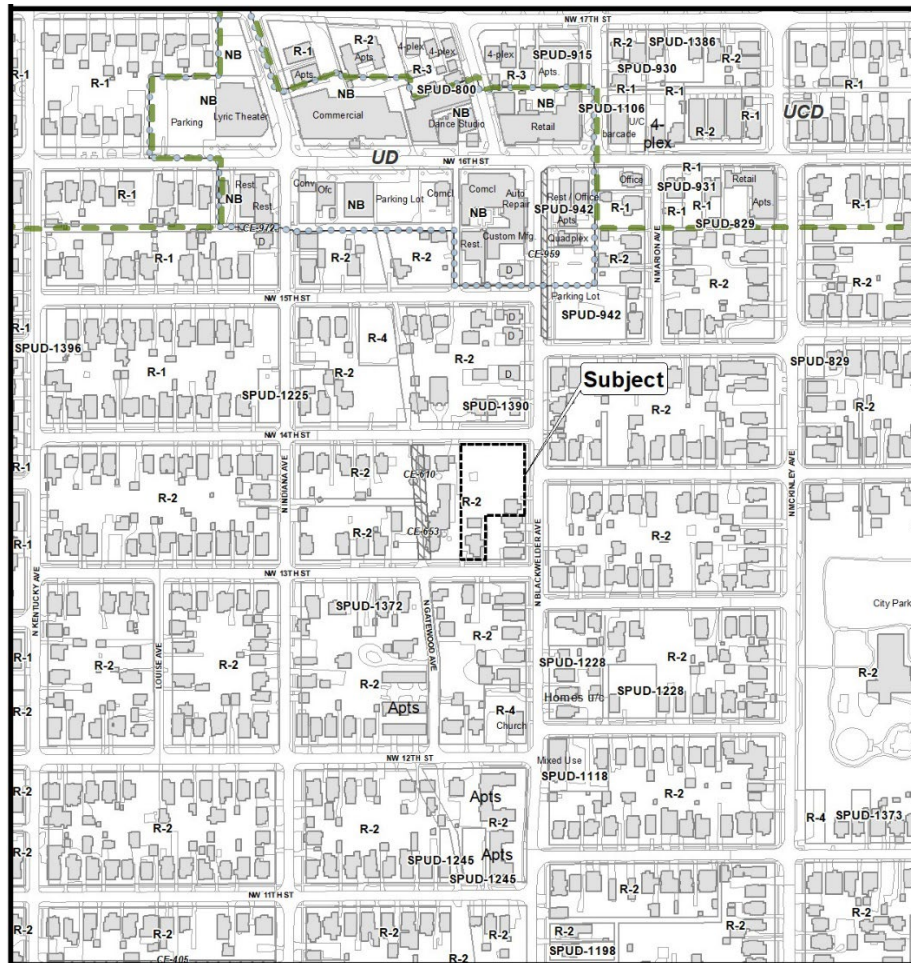 NW 17TH ST
R-1
NB
R-1
Apts.
R-2
Apts
4-plex
4-plex
R-3
SPUD-800
4-plex
SPUD-915
Apt.
R-3
R-2
SPUD-1386
R-2
SPUD-930
R-1
R-1
R-1
NB
Parking
Lyric Theater
NB
Commercial
NB
Dance Studio
NB
Retail
SPUD-1106
U/C
barcade
4-
plex
R-2
R-1
UCD
UD
NW 16TH ST
R-1
Rest.
NB
Rest.
CE-972
D
Conv
Ofc
NB
Parking Lot
Comcl
Comcl
NB
Auto
Repair
Custom Mfg.
Rest.
D
Rest / Office
SPUD-942
Apts.
Quadplex
CE-959
Office
R-1
R-1
SPUD-931
R-1
R-1
Retail
Apts.
SPUD-829
R-1
R-1
R-2
R-2
R-2
N MARION AVE
R-2
R-2
NW 15TH ST
Parking Lot
SPUD-942
R-1
SPUD-1396
R-1
SPUD-1225
R-4
R-2
R-2
D
D
D
SPUD-1390
Subject
R-2
SPUD-829
R-2
R-2
NW 14TH ST
R-1
R-2
N INDIANA AVE
R-2
CE-610
R-2
CE-653
R-2
N BLACKWELDER AVE
R-2
N MCKINLEY AVE
R-1
NW 13TH ST
N KENTUCKY AVE
R-1
R-2
R-2
LOUISE AVE
R-2
SPUD-1372
R-2
Apts
N GATEWOOD AVE
R-2
R-4
Church
SPUD-1228
Homes u/c
R-2
SPUD-1228
City Park
R-2
NW 12TH ST
R-2
R-2
R-2
R-2
SPUD-1245
SPUD-1245
Apts
R-2
Apts
Mixed Use
SPUD-1118
R-2
R-4
SPUD-1373
NW 11TH ST
R-2
R-2
CE-405
R-2
R-2
R-2
R-2
SPUD-1198
R-2
R-2